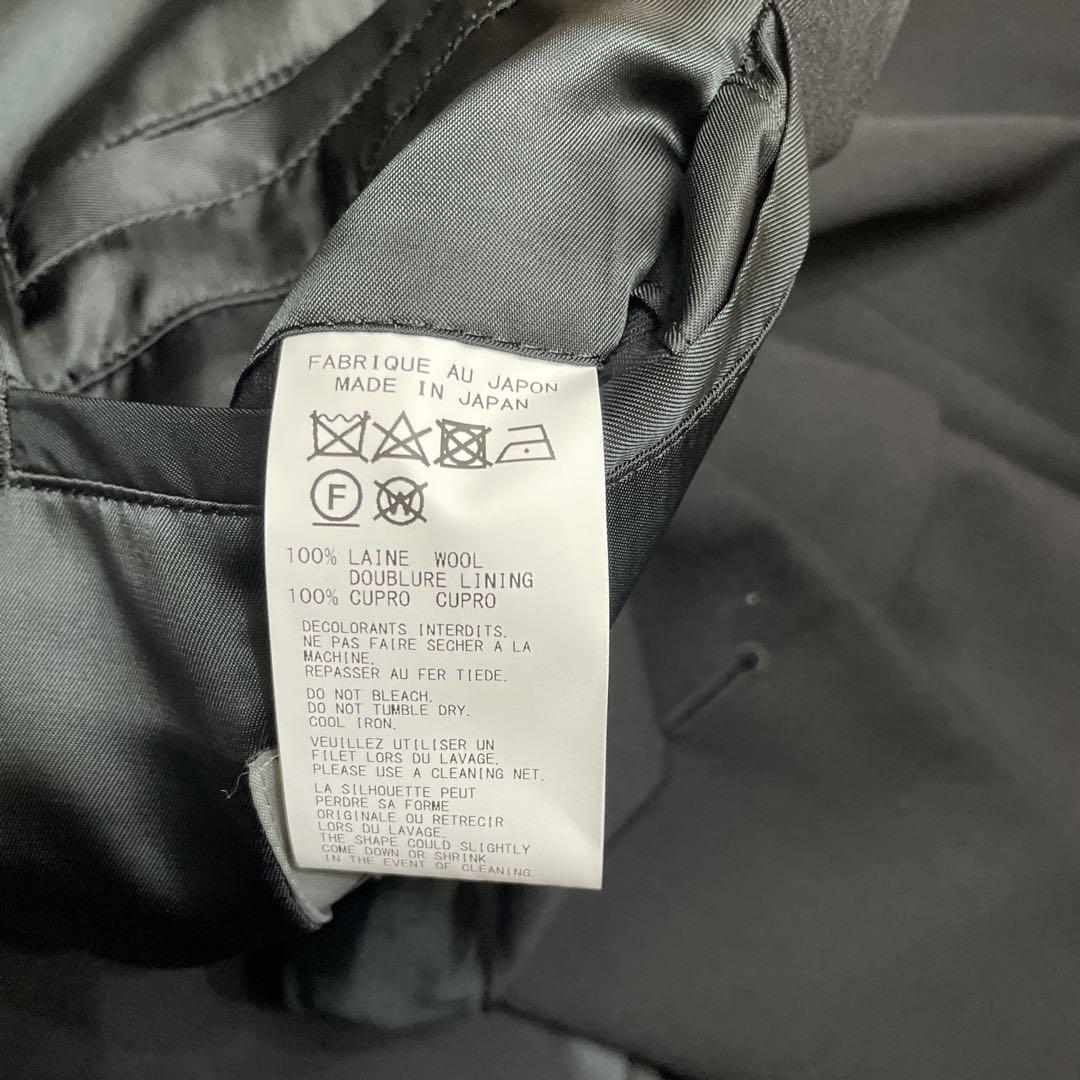 FABRIQUE AU JAPON
MADE IN JAPAN
F W
100% LAINE WOOL
DOUBLURE LINING
100% CUPRO CUPRO
DECOLORANTS INTERDITS.
NE PAS FAIRE SECHER A LA
MACHINE.
REPASSER AU FER TIEDE.
DO NOT BLEACH.
DO NOT TUMBLE DRY.
COOL IRON.
VEUILLEZ UTILISER UN
FILET LORS DU LAVAGE.
PLEASE USE A CLEANING NET.
LA SILHOUETTE PEUT
PERDRE SA FORME
ORIGINALE OU RETRECIR
LORS DU LAVAGE.
THE SHAPE COULD SLIGHTLY
COME DOWN OR SHRINK
IN THE EVENT OF CLEANING.